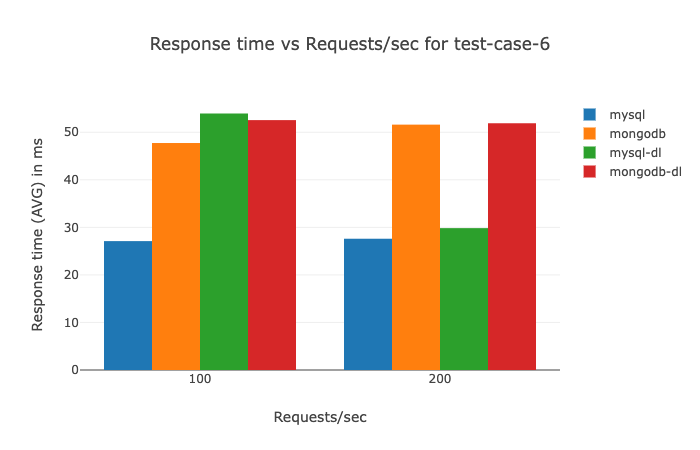 Response time vs Requests/sec for test-case-6
mysql
mongodb
mysql-dl
mongodb-dl
Response time (AVG) in ms
50
40
30
20
10
0
100
200
Requests/sec